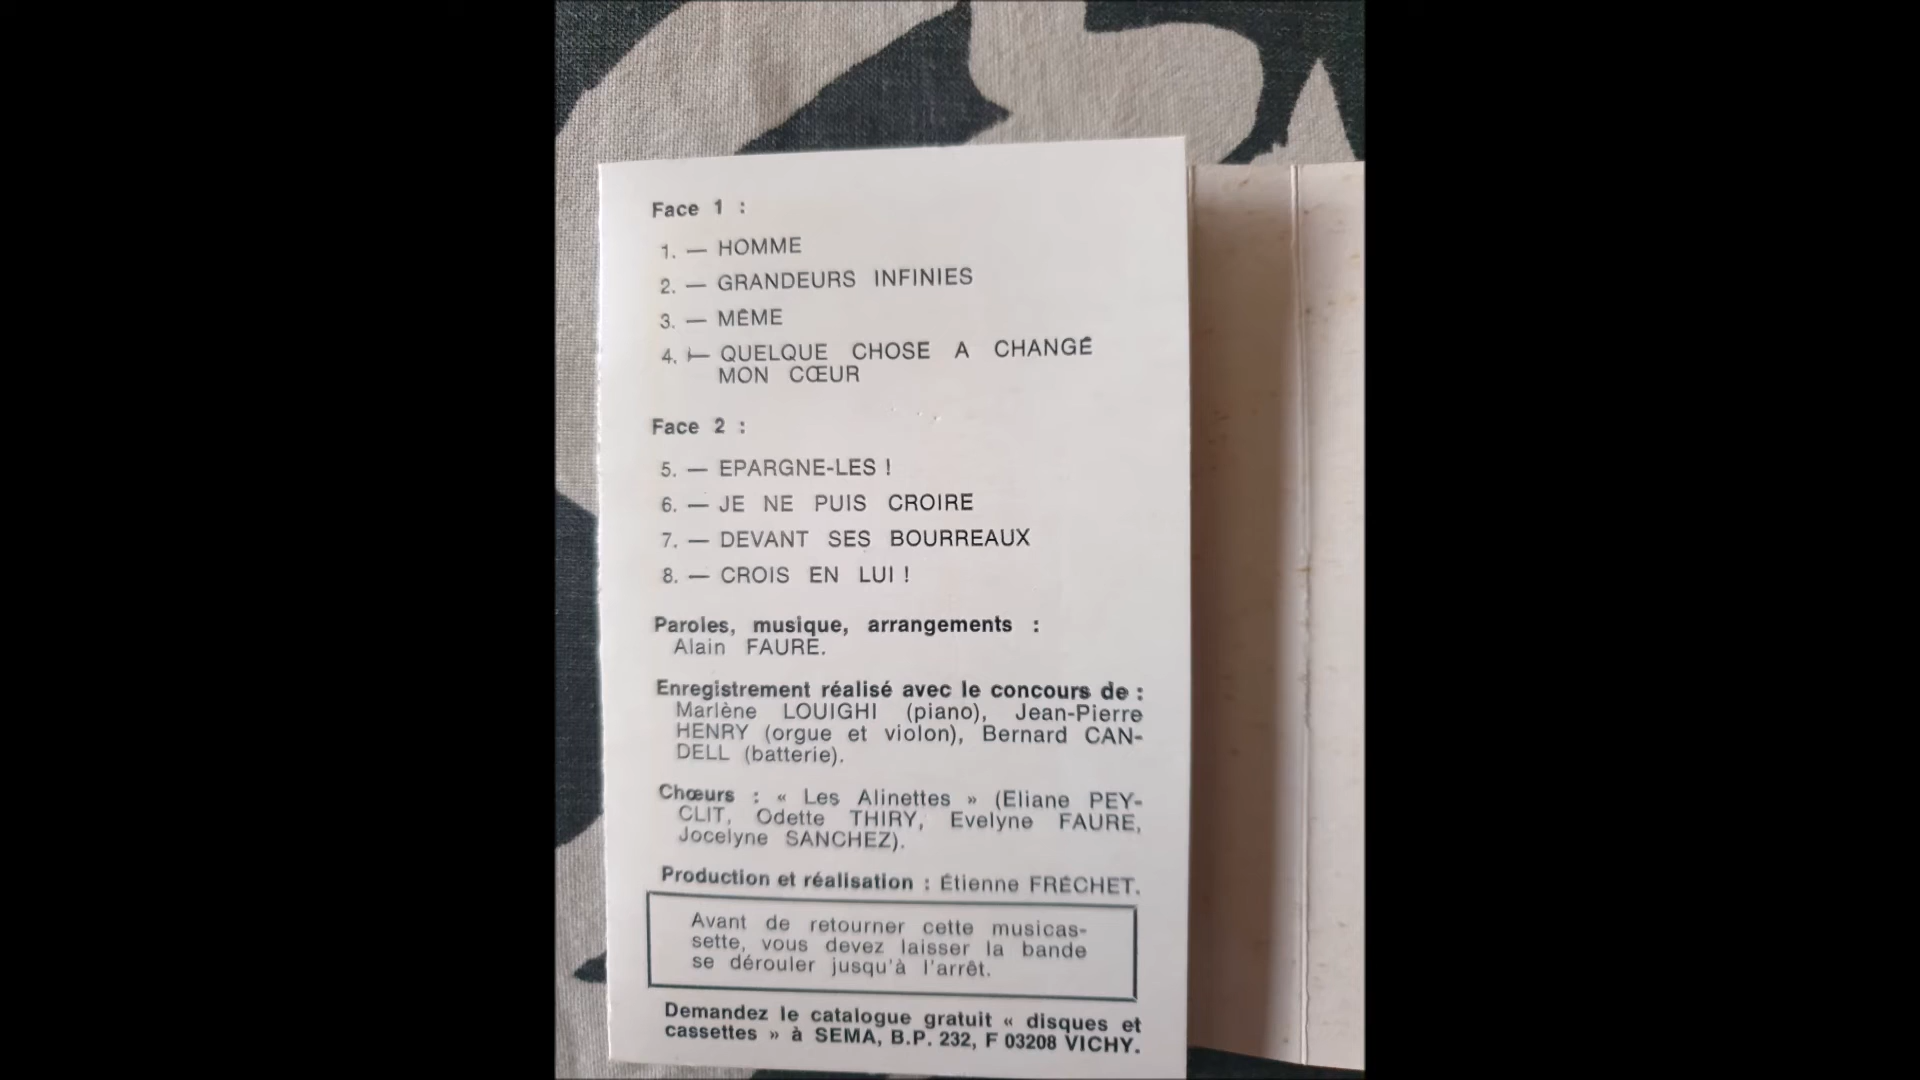 Face 1 :
1. — HOMME
2. — GRANDEURS INFINIES
3. — MÊME
4. — QUELQUE CHOSE A CHANGÉ
MON CŒUR
Face 2 :
5. — EPARGNE-LES !
6. — JE NE PUIS CROIRE
7. — DEVANT SES BOURREAUX
8. — CROIS EN LUI !
Paroles, musique, arrangements :
Alain FAURE.
Enregistrement réalisé avec le concours de :
Marlène LOUIGHI (piano), Jean-Pierre
HENRY (orgue et violon), Bernard CAN-
DELL (batterie).
Chœurs : « Les Alinettes » (Eliane PEY-
CLIT, Odette THIRY, Evelyne FAURE,
Jocelyne SANCHEZ).
Production et réalisation : Étienne FRÉCHET.
Avant de retourner cette musicas-
sette, vous devez laisser la bande
se dérouler jusqu'à l'arrêt.
Demandez le catalogue gratuit « disques et
cassettes » à SEMA, B.P. 232, F 03208 VICHY.